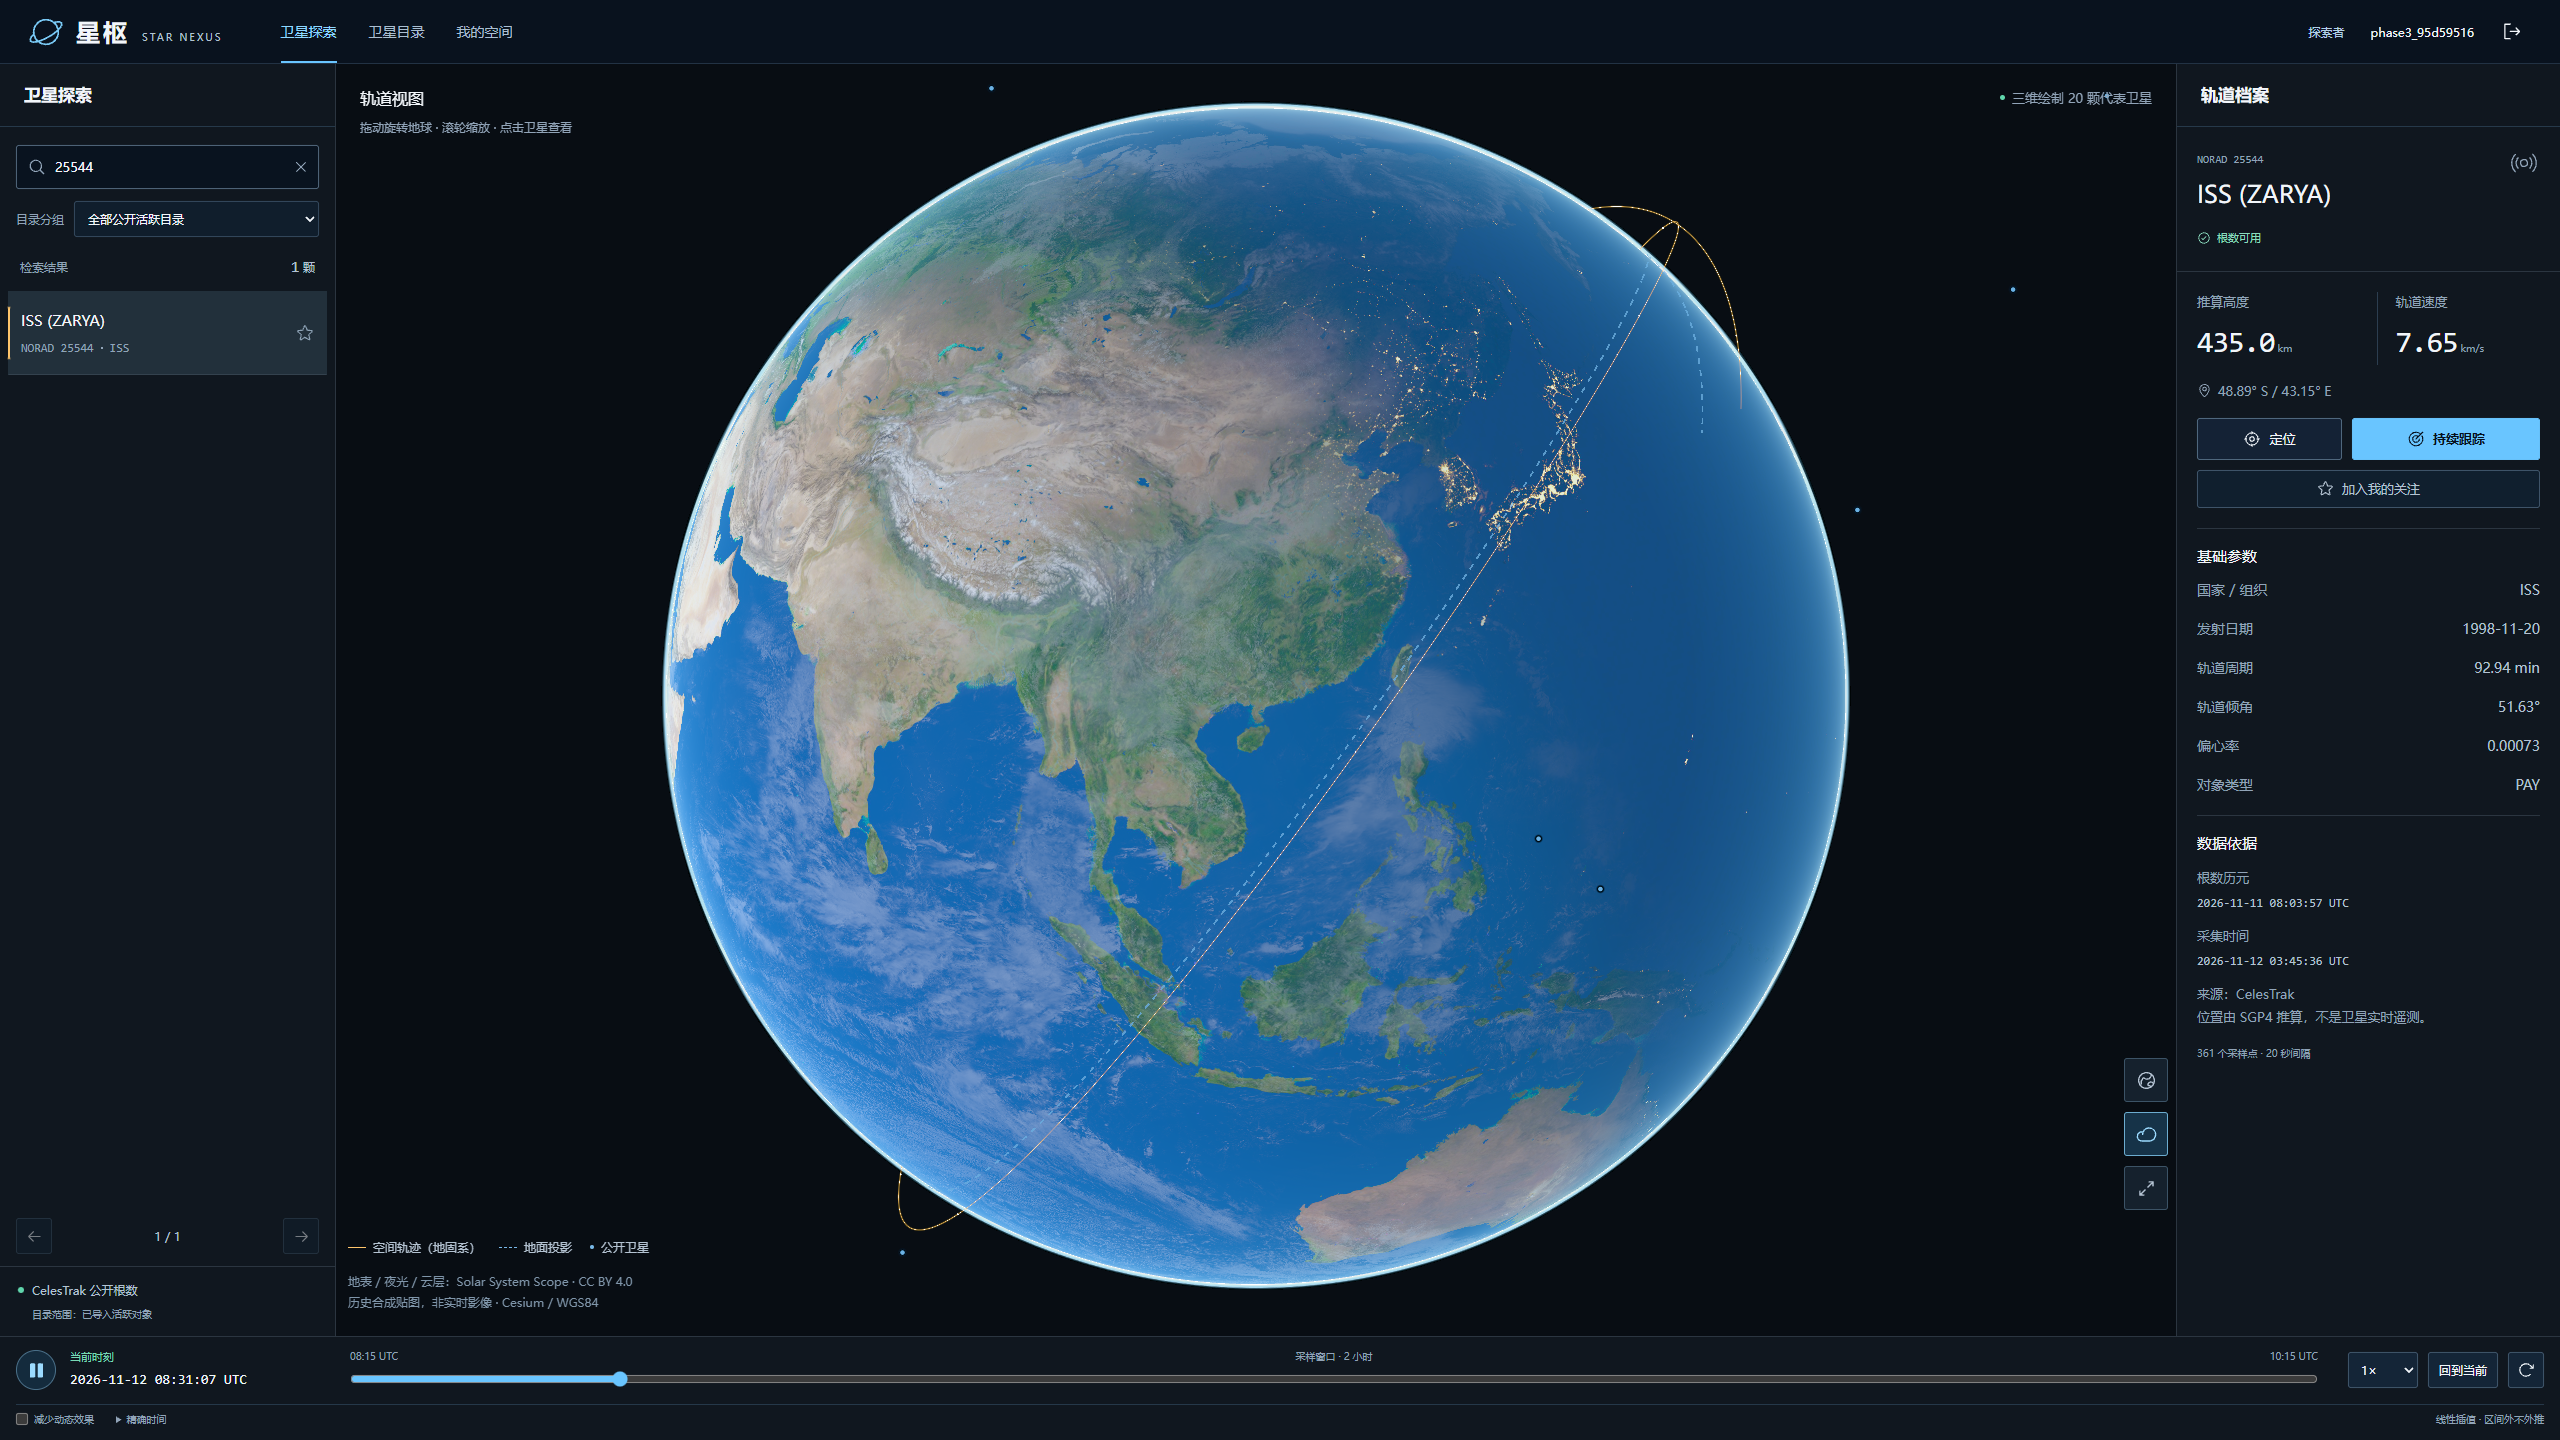 星枢 STAR NEXUS
卫星探索
卫星目录
我的空间
探索者
phase3_95d59516
卫星探索
25544
目录分组
全部公开活跃目录
检索结果
1 颗
ISS (ZARYA)
NORAD 25544 · ISS
1 / 1
CelesTrak 公开根数
目录范围：已导入活跃对象
轨道视图
拖动旋转地球 · 滚轮缩放 · 点击卫星查看
三维绘制 20 颗代表卫星
空间轨迹（地固系）
地面投影
公开卫星
地表 / 夜光 / 云层：Solar System Scope · CC BY 4.0
历史合成贴图，非实时影像 · Cesium / WGS84
轨道档案
NORAD 25544
ISS (ZARYA)
根数可用
推算高度
435.0 km
轨道速度
7.65 km/s
48.89° S / 43.15° E
定位
持续跟踪
加入我的关注
基础参数
国家 / 组织
ISS
发射日期
1998-11-20
轨道周期
92.94 min
轨道倾角
51.63°
偏心率
0.00073
对象类型
PAY
数据依据
根数历元
2026-11-11 08:03:57 UTC
采集时间
2026-11-12 03:45:36 UTC
来源：CelesTrak
位置由 SGP4 推算，不是卫星实时遥测。
361 个采样点 · 20 秒间隔
当前时刻
2026-11-12 08:31:07 UTC
08:15 UTC
采样窗口 · 2 小时
10:15 UTC
1×
回到当前
减少动态效果
精确时间
线性插值 · 区间外不外推